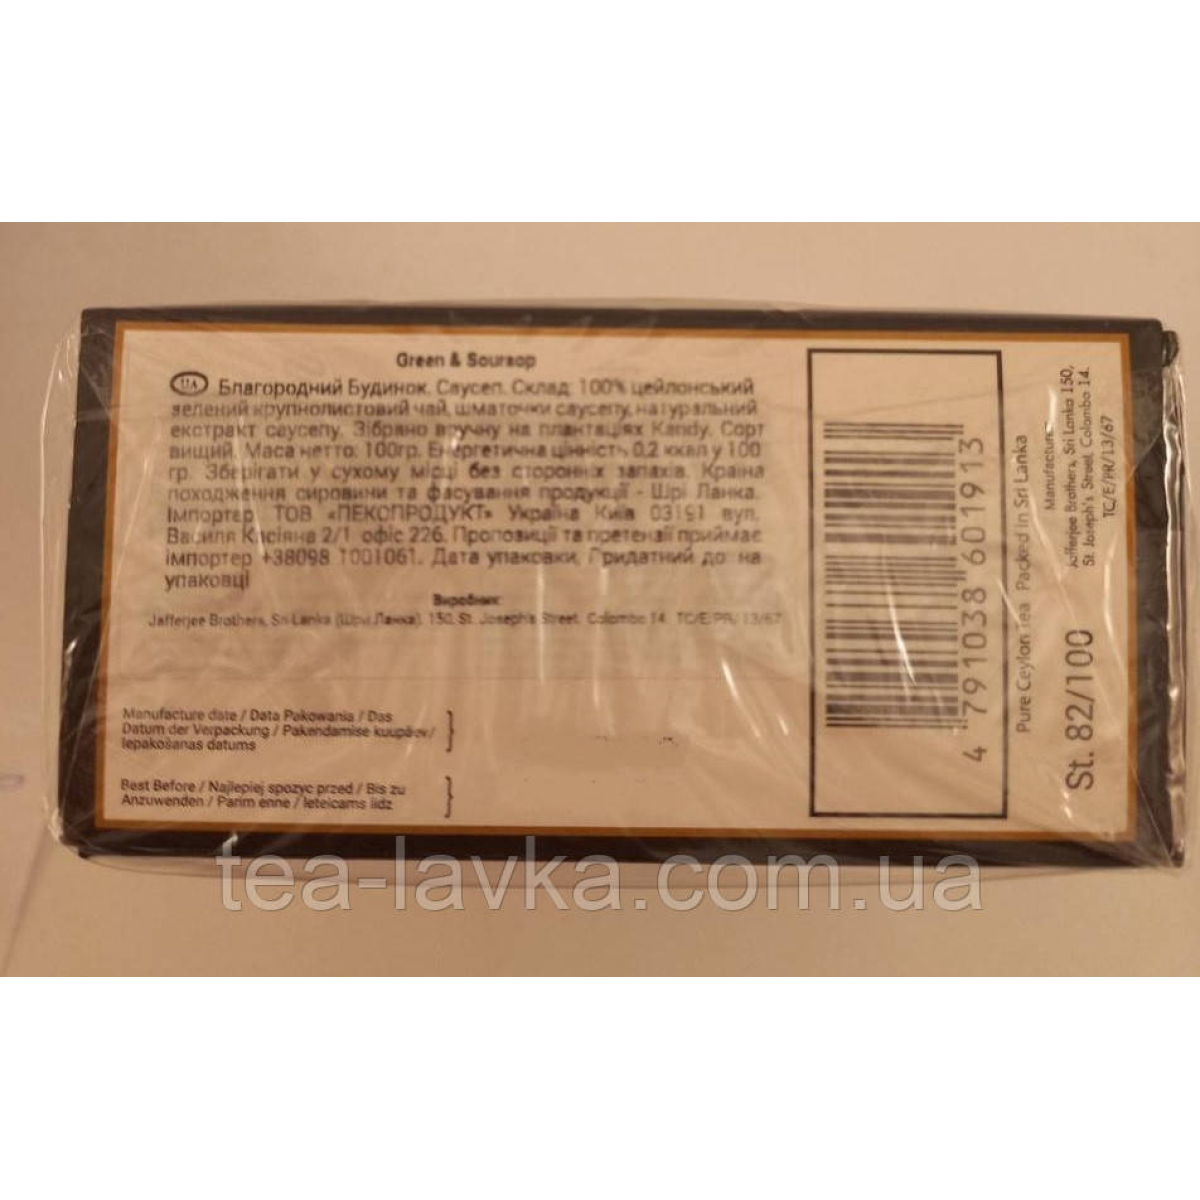 Green & Soursop
UA Благородний Будинок. Саусеп. Склад: 100% цейлонський
зелений крупнолистовий чай, шматочки саусепу, натуральний
екстракт саусепу. Зібрано вручну на плантаціях Kandy. Сорт
вищий. Маса нетто: 100гр. Енергетична цінність 0,2 ккал у 100
гр. Зберігати у сухому місці без сторонніх запахів. Країна
походження сировини та фасування продукції - Шрі Ланка.
Імпортер ТОВ «ПЕКОПРОДУКТ» Україна Київ 03191 вул.
Василя Касіяна 2/1 офіс 226. Пропозиції та претензії приймає
імпортер +38098 1001061. Дата упаковки, Придатний до на
упаковці
Виробник:
Jafferjee Brothers, Sri Lanka (Шрі Ланка) 150, St. Joseph's Street, Colombo 14. TC/E/PR/13/67
Manufacture date / Data Pakowania / Das
Datum der Verpackung / Pakendamise kuupäev /
Iepakošanas datums
Best Before / Najlepiej spozyc przed / Bis zu
Anzuwenden / Parim enne / Ieteicams lidz
4 791038 601913
Pure Ceylon Tea Packed in Sri Lanka
Manufacturer:
Jafferjee Brothers, Sri Lanka 150,
St. Joseph's Street, Colombo 14.
TC/E/PR/13/67
St. 82/100
tea-lavka.com.ua